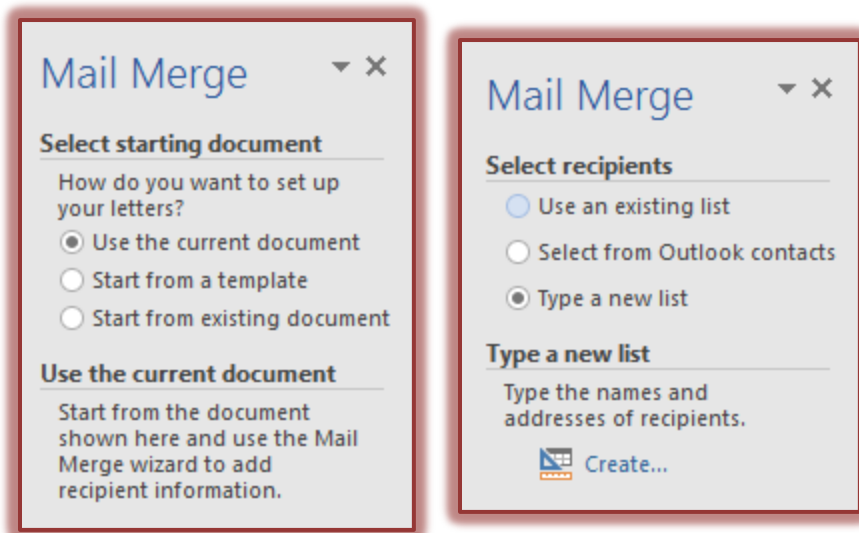 Mail Merge
Select starting document
How do you want to set up
your letters?
Use the current document
Start from a template
Start from existing document
Use the current document
Start from the document
shown here and use the Mail
Merge wizard to add
recipient information.
Mail Merge
Select recipients
Use an existing list
Select from Outlook contacts
Type a new list
Type a new list
Type the names and
addresses of recipients.
Create...